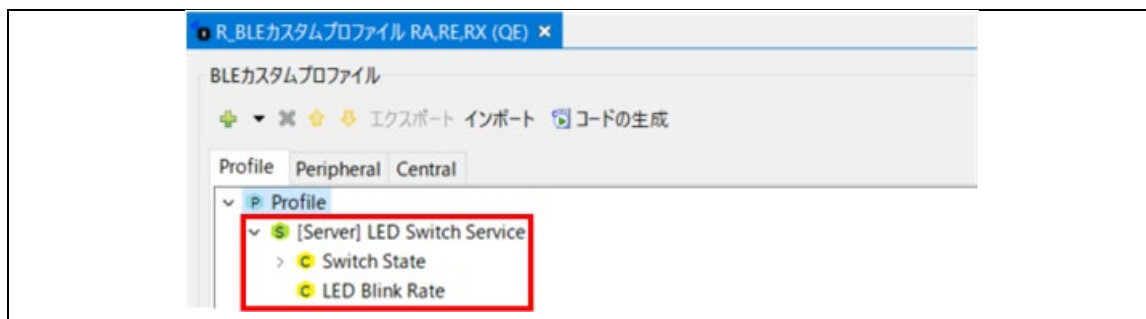 R_BLEカスタムプロファイル RA,RE,RX (QE)
BLEカスタムプロファイル
エクスポート インポート コードの生成
Profile Peripheral Central
P Profile
S [Server] LED Switch Service
C Switch State
C LED Blink Rate